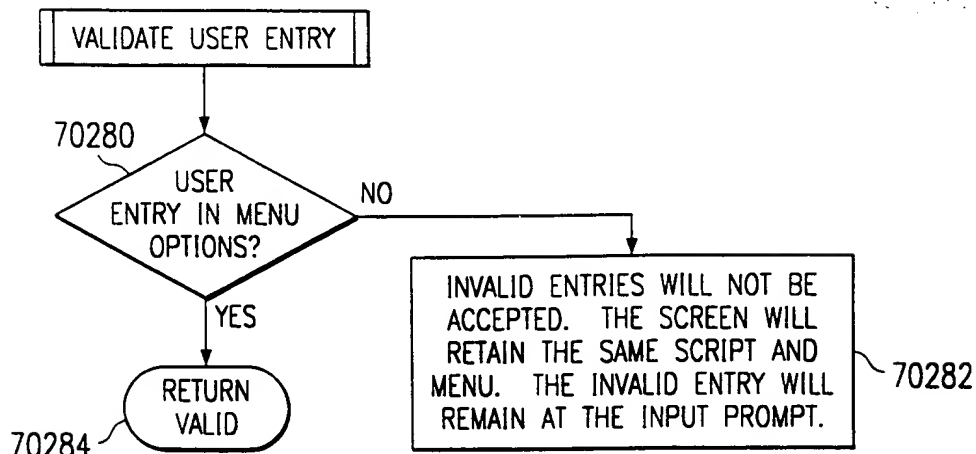 VALIDATE USER ENTRY
70280
USER
ENTRY IN MENU
OPTIONS?
NO
YES
INVALID ENTRIES WILL NOT BE
ACCEPTED. THE SCREEN WILL
RETAIN THE SAME SCRIPT AND
MENU. THE INVALID ENTRY WILL
REMAIN AT THE INPUT PROMPT.
70282
RETURN
VALID
70284